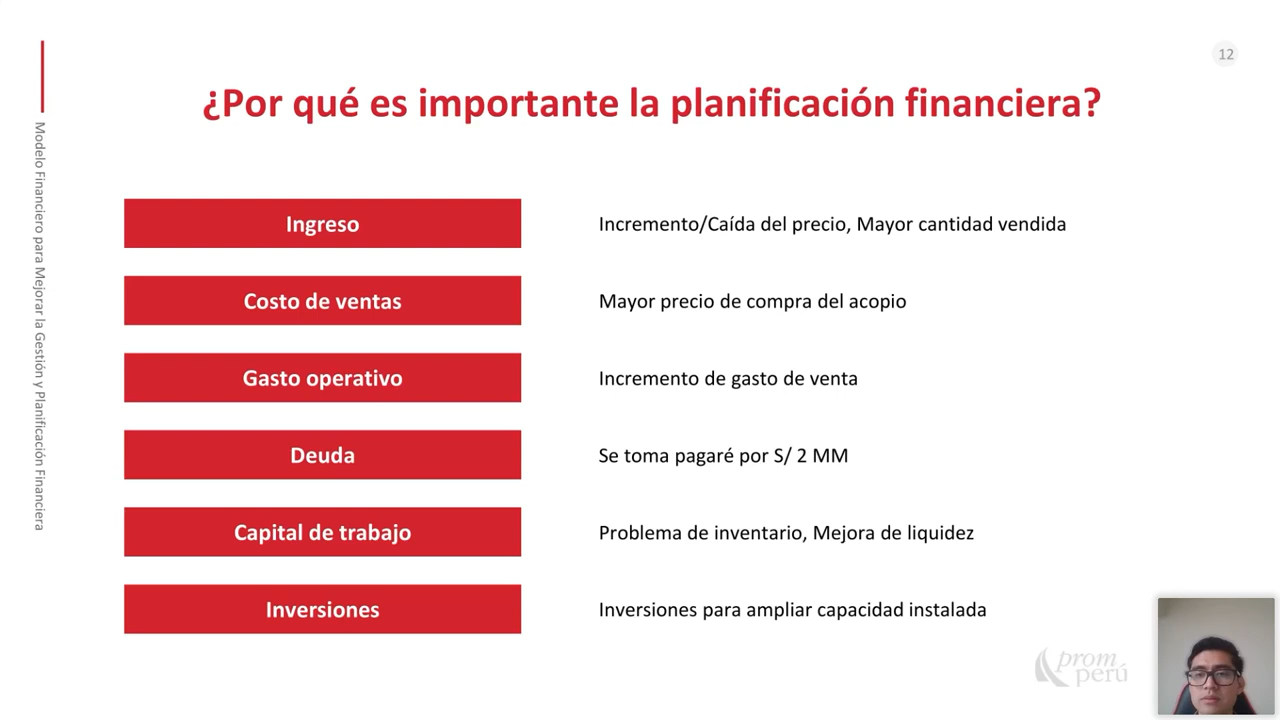 12
¿Por qué es importante la planificación financiera?
Modelo Financiero para Mejorar la Gestión y Planificación Financiera
Ingreso
Incremento/Caída del precio, Mayor cantidad vendida
Costo de ventas
Mayor precio de compra del acopio
Gasto operativo
Incremento de gasto de venta
Deuda
Se toma pagaré por S/ 2 MM
Capital de trabajo
Problema de inventario, Mejora de liquidez
Inversiones
Inversiones para ampliar capacidad instalada
prom
perú